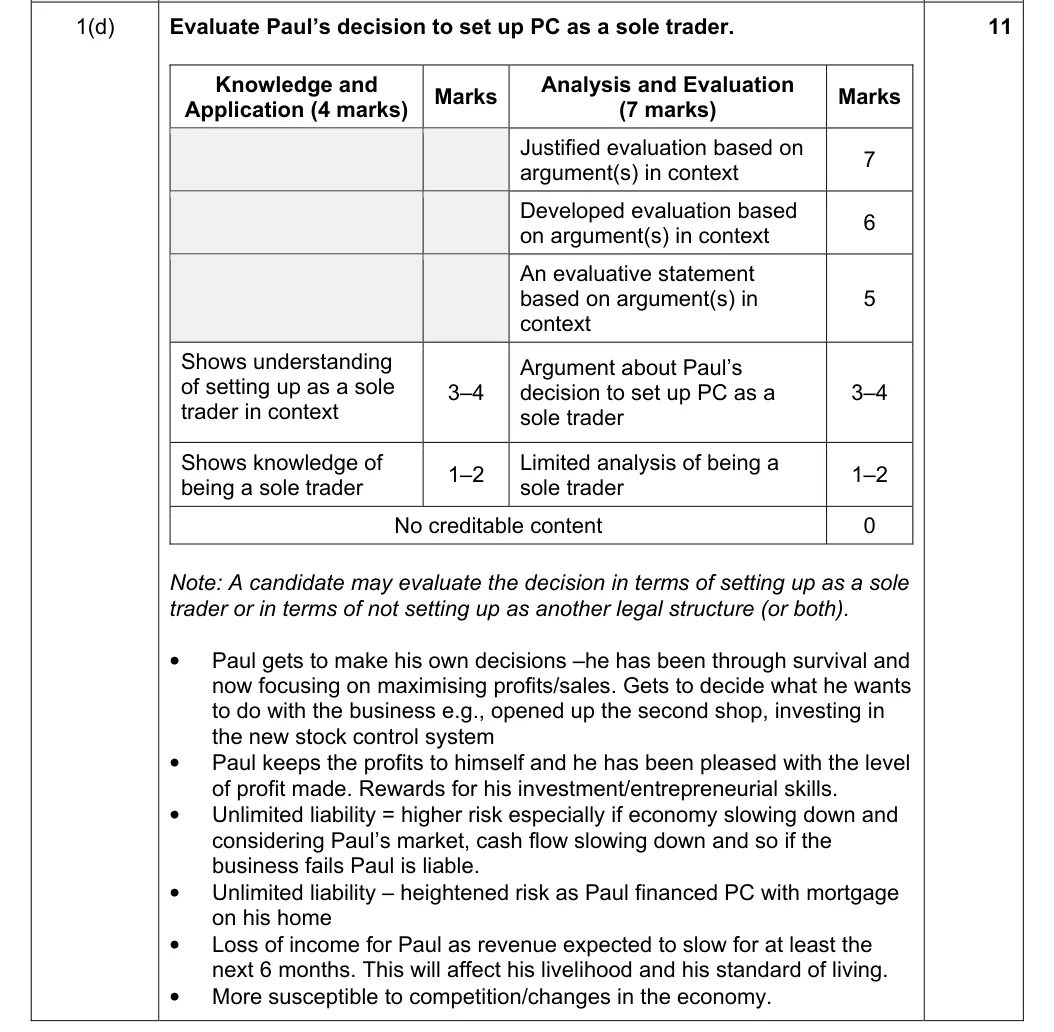 1(d)
Evaluate Paul’s decision to set up PC as a sole trader.
11
Knowledge and
Application (4 marks)
Marks
Analysis and Evaluation
(7 marks)
Marks
Justified evaluation based on
argument(s) in context
7
Developed evaluation based
on argument(s) in context
6
An evaluative statement
based on argument(s) in
context
5
Shows understanding
of setting up as a sole
trader in context
3–4
Argument about Paul’s
decision to set up PC as a
sole trader
3–4
Shows knowledge of
being a sole trader
1–2
Limited analysis of being a
sole trader
1–2
No creditable content
0
Note: A candidate may evaluate the decision in terms of setting up as a sole
trader or in terms of not setting up as another legal structure (or both).
• Paul gets to make his own decisions –he has been through survival and
now focusing on maximising profits/sales. Gets to decide what he wants
to do with the business e.g., opened up the second shop, investing in
the new stock control system
• Paul keeps the profits to himself and he has been pleased with the level
of profit made. Rewards for his investment/entrepreneurial skills.
• Unlimited liability = higher risk especially if economy slowing down and
considering Paul’s market, cash flow slowing down and so if the
business fails Paul is liable.
• Unlimited liability – heightened risk as Paul financed PC with mortgage
on his home
• Loss of income for Paul as revenue expected to slow for at least the
next 6 months. This will affect his livelihood and his standard of living.
• More susceptible to competition/changes in the economy.